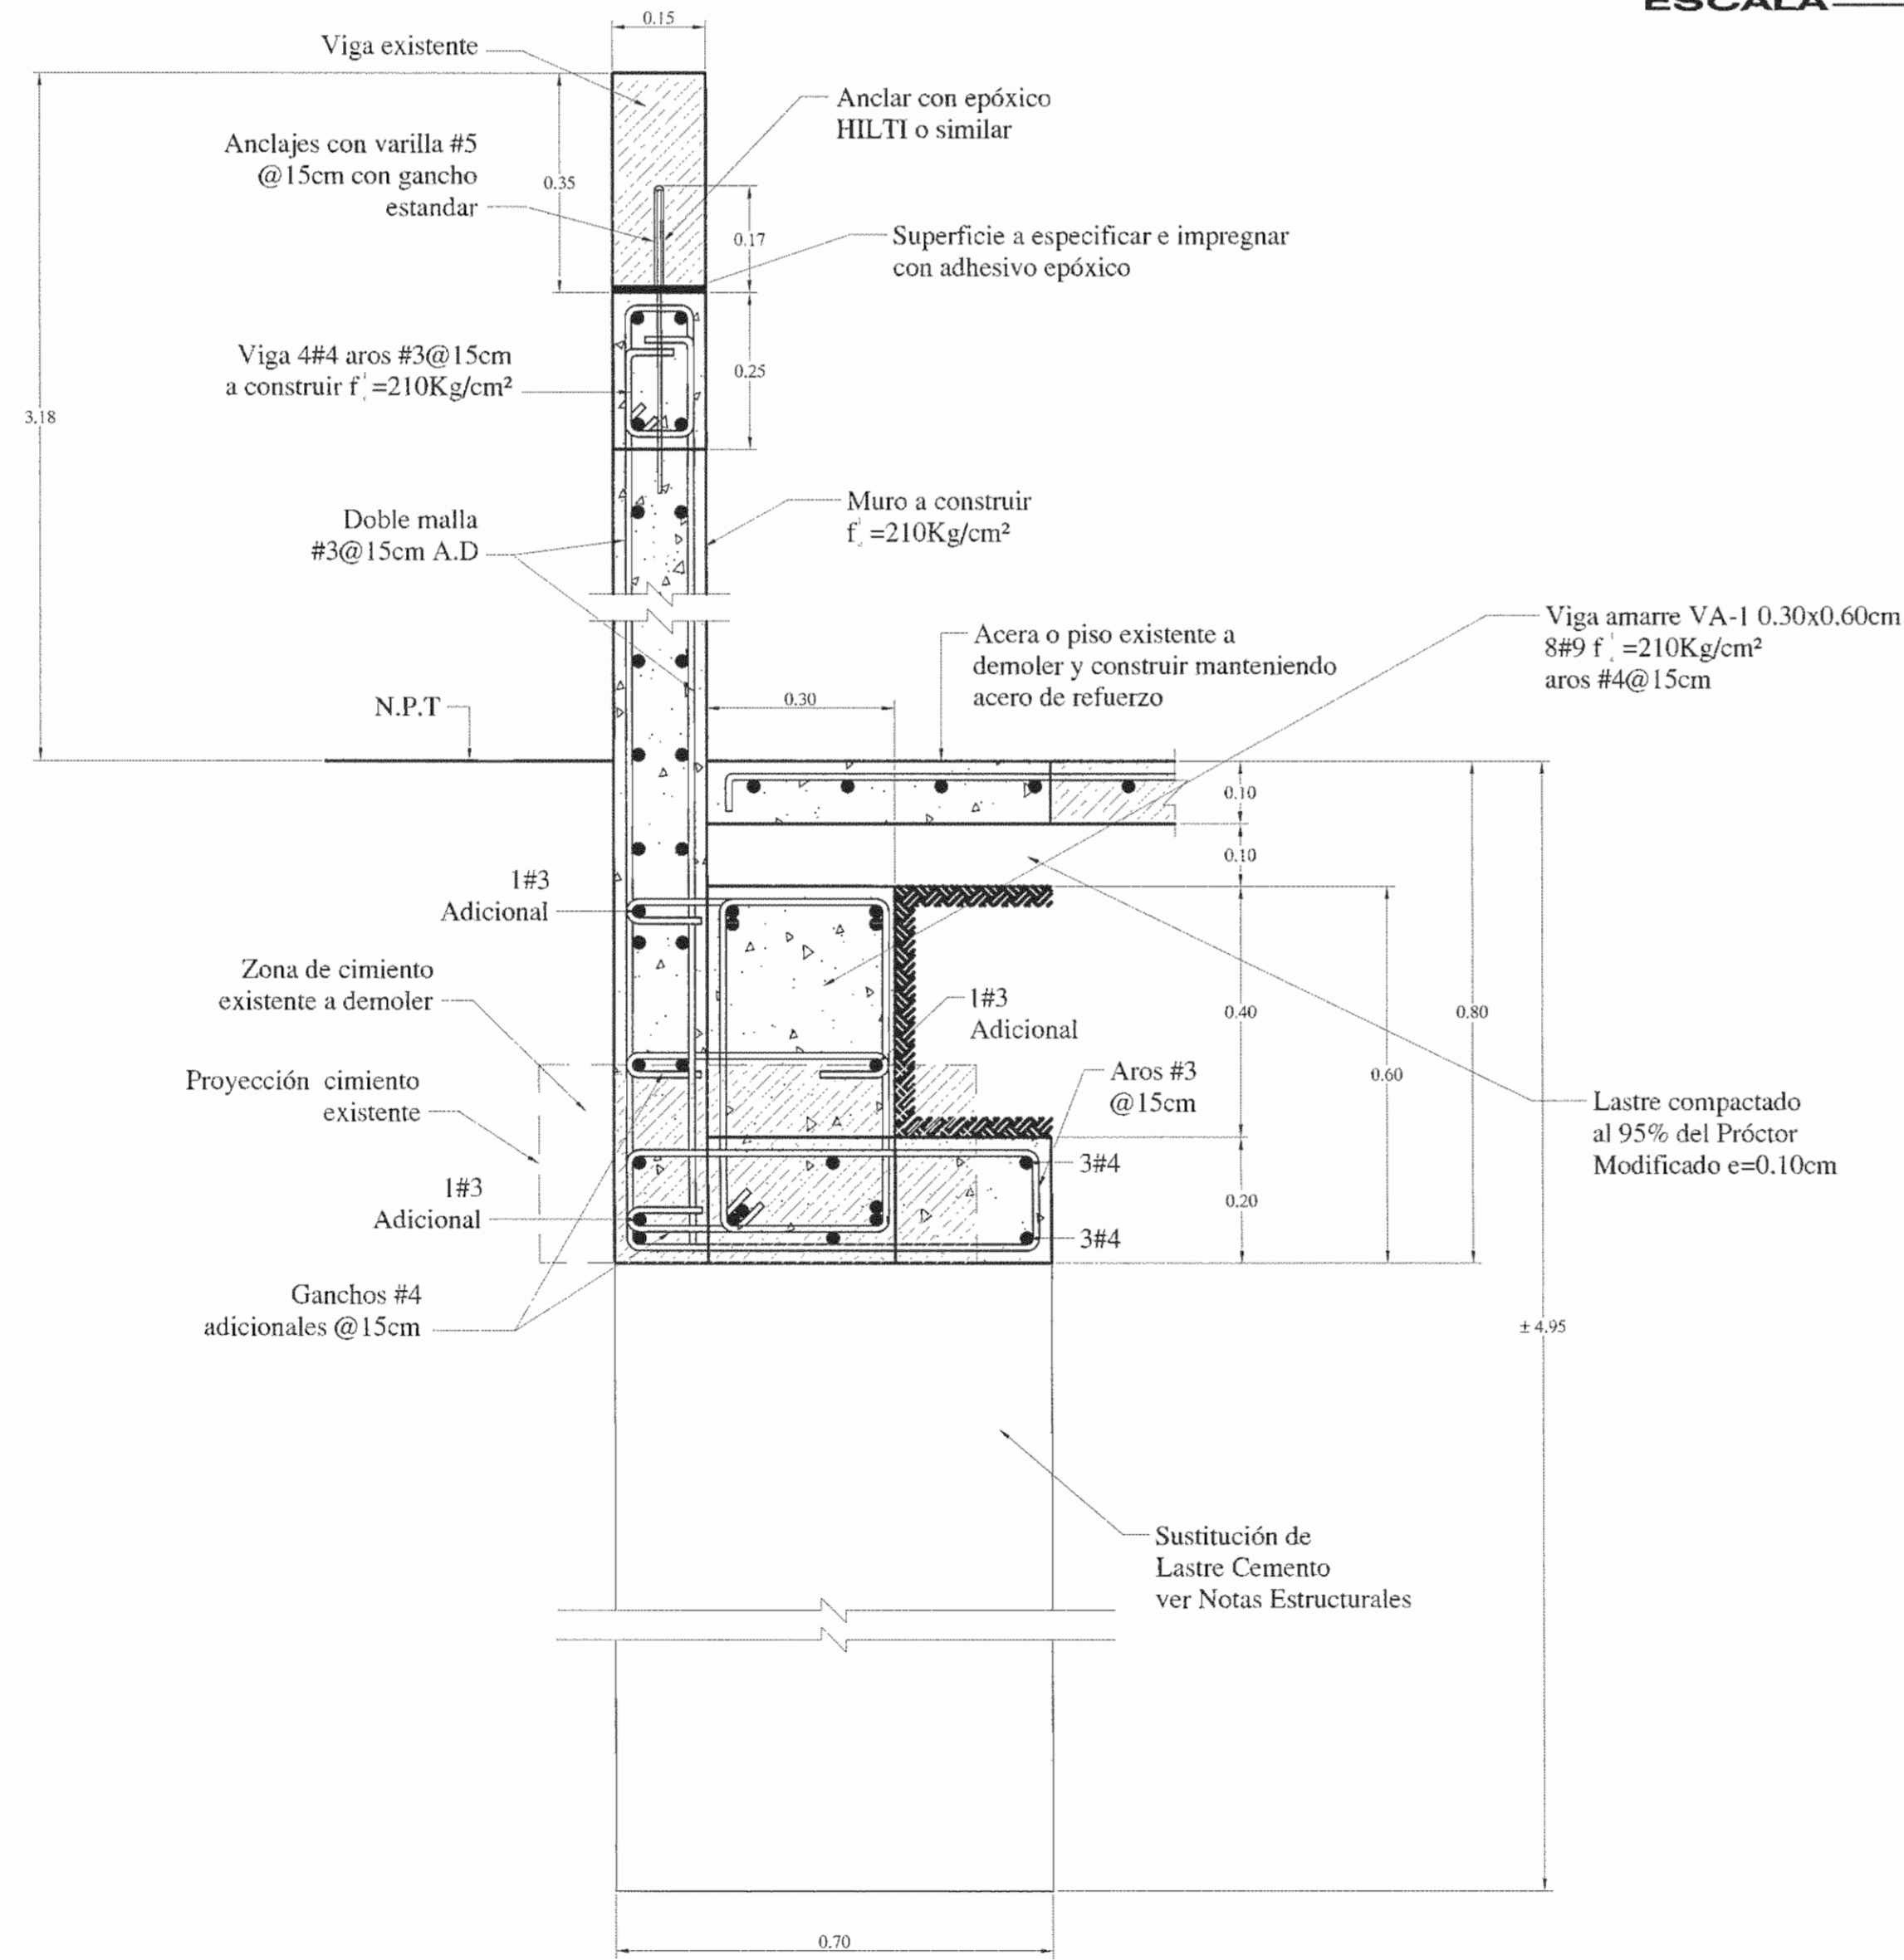 ESCALA
0.15
Viga existente
Anclar con epóxico
HILTI o similar
Anclajes con varilla #5
@15cm con gancho
estandar
0.35
0.17
Superficie a especificar e impregnar
con adhesivo epóxico
Viga 4#4 aros #3@15cm
a construir f'c=210Kg/cm²
0.25
3.18
Muro a construir
f'c=210Kg/cm²
Doble malla
#3@15cm A.D
Viga amarre VA-1 0.30x0.60cm
8#9 f'c=210Kg/cm²
aros #4@15cm
Acera o piso existente a
demoler y construir manteniendo
acero de refuerzo
N.P.T
0.30
0.10
0.10
1#3
Adicional
Zona de cimiento
existente a demoler
1#3
Adicional
0.40
0.80
0.60
Proyección cimiento
existente
Aros #3
@15cm
Lastre compactado
al 95% del Próctor
Modificado e=0.10cm
3#4
1#3
Adicional
0.20
3#4
Ganchos #4
adicionales @15cm
± 4.95
Sustitución de
Lastre Cemento
ver Notas Estructurales
0.70